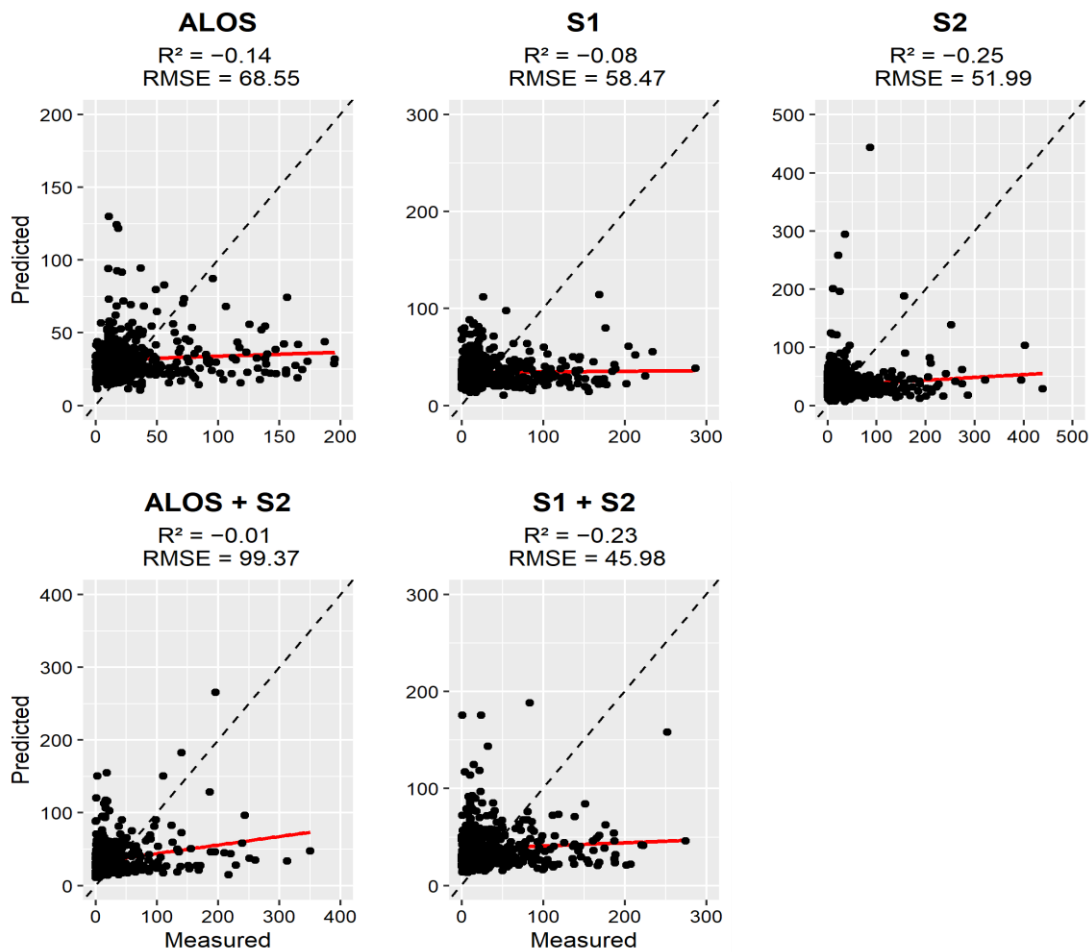 ALOS
R² = −0.14
RMSE = 68.55
200
150
100
50
0
0 50 100 150 200
Predicted
S1
R² = −0.08
RMSE = 58.47
300
200
100
0
0 100 200 300
S2
R² = −0.25
RMSE = 51.99
500
400
300
200
100
0
0 100 200 300 400 500
ALOS + S2
R² = −0.01
RMSE = 99.37
400
300
200
100
0
0 100 200 300 400
Predicted
Measured
S1 + S2
R² = −0.23
RMSE = 45.98
300
200
100
0
0 100 200 300
Measured